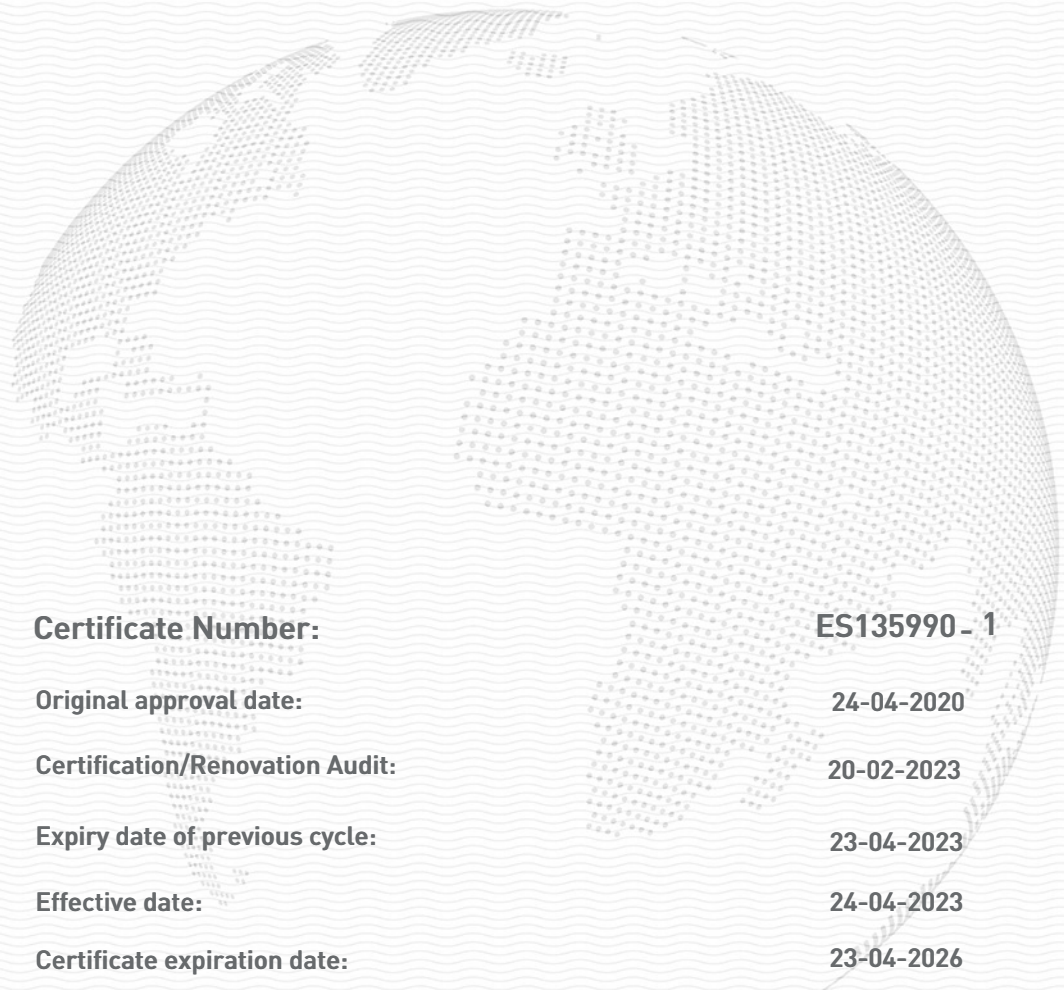 Certificate Number: ES135990- 1
Original approval date: 24-04-2020
Certification/Renovation Audit: 20-02-2023
Expiry date of previous cycle: 23-04-2023
Effective date: 24-04-2023
Certificate expiration date: 23-04-2026